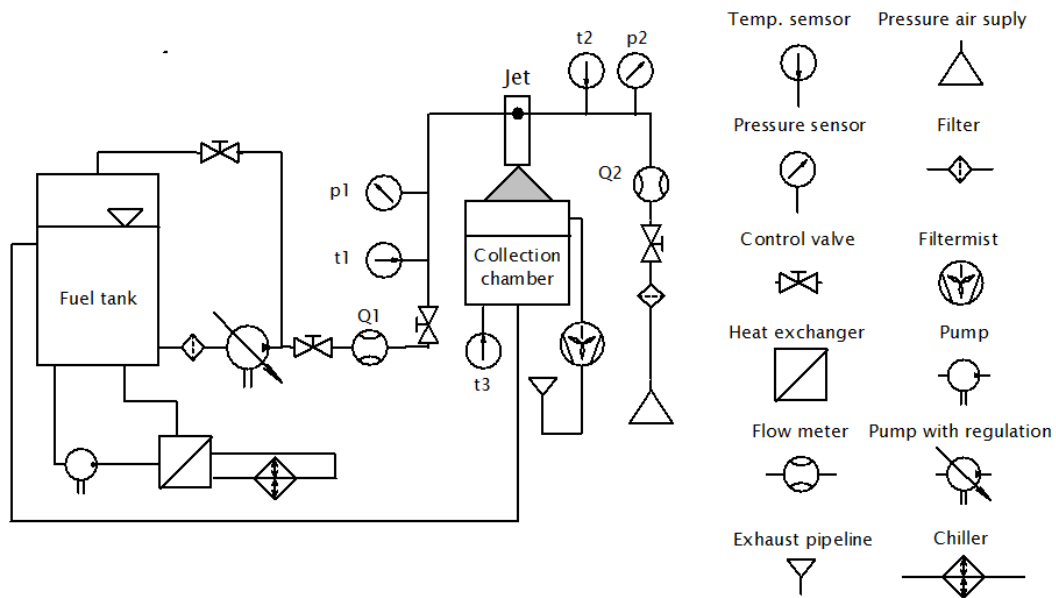 t2
p2
Jet
p1
Q2
t1
Collection
chamber
Fuel tank
Q1
t3
Temp. semsor
Pressure air suply
Pressure sensor
Filter
Control valve
Filtermist
Heat exchanger
Pump
Flow meter
Pump with regulation
Exhaust pipeline
Chiller